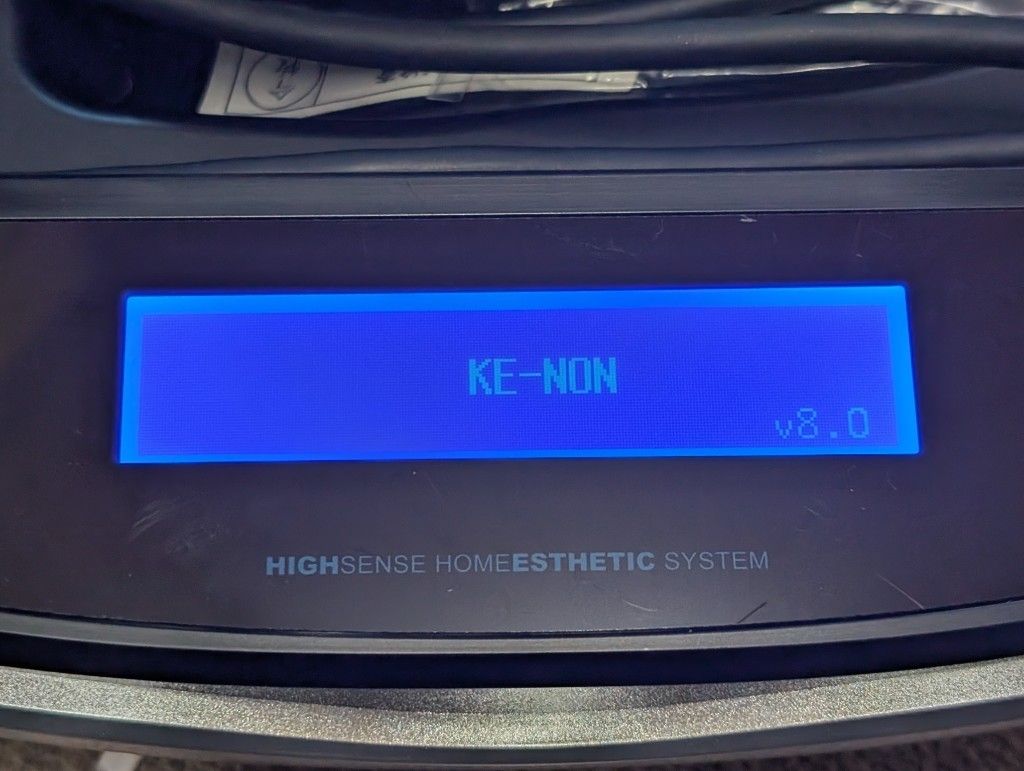 KE-NON
v8.0
HIGHSENSE HOMEESTHETIC SYSTEM